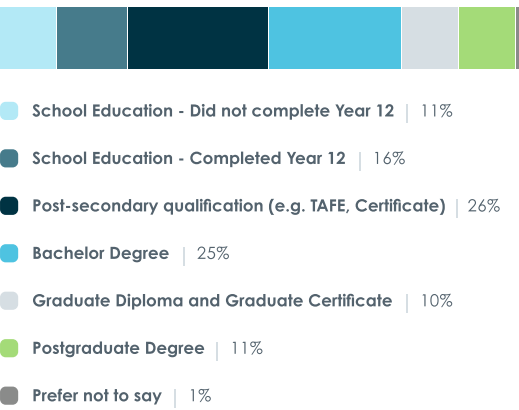 School Education - Did not complete Year 12 | 11%
School Education - Completed Year 12 | 16%
Post-secondary qualification (e.g. TAFE, Certificate) | 26%
Bachelor Degree | 25%
Graduate Diploma and Graduate Certificate | 10%
Postgraduate Degree | 11%
Prefer not to say | 1%